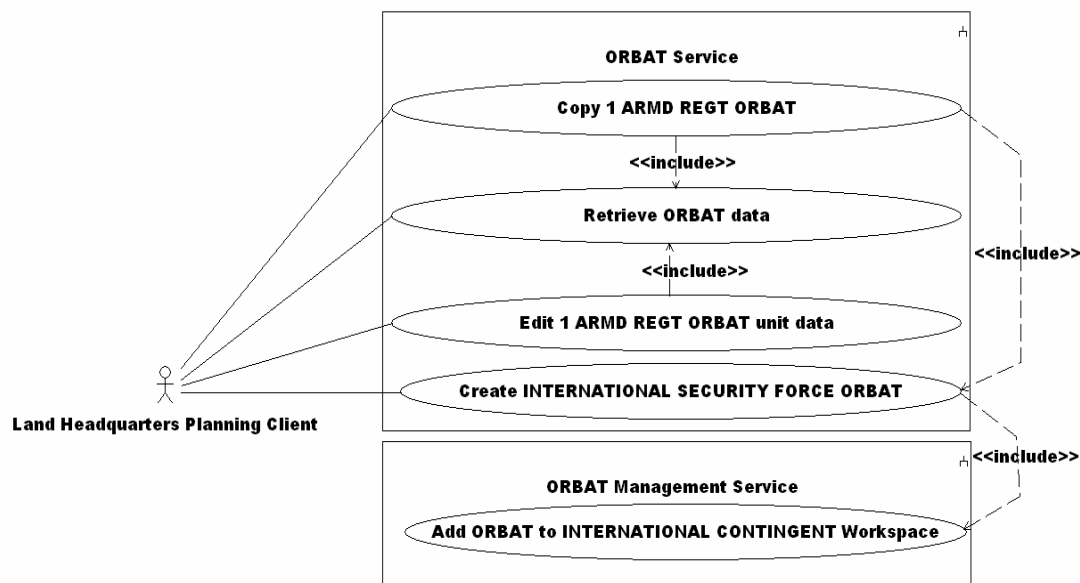 ORBAT Service
Copy 1 ARMD REGT ORBAT
<<include>>
Retrieve ORBAT data
<<include>>
<<include>>
Edit 1 ARMD REGT ORBAT unit data
Create INTERNATIONAL SECURITY FORCE ORBAT
Land Headquarters Planning Client
<<include>>
ORBAT Management Service
Add ORBAT to INTERNATIONAL CONTINGENT Workspace